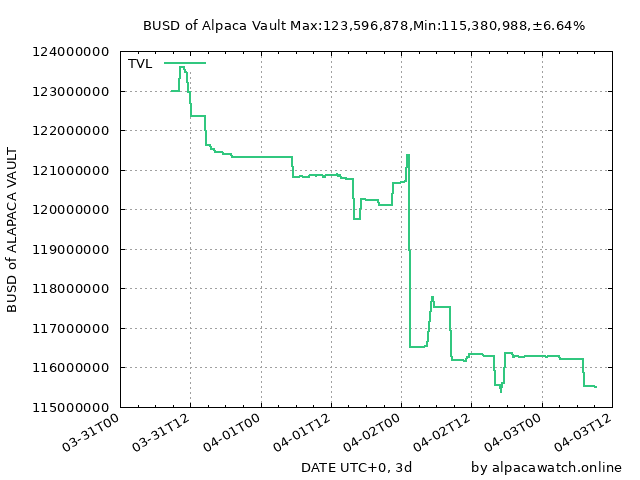 BUSD of Alpaca Vault Max:123,596,878,Min:115,380,988,±6.64%
TVL
124000000
123000000
122000000
121000000
120000000
119000000
118000000
117000000
116000000
115000000
BUSD of ALAPACA VAULT
03-31T00
03-31T12
04-01T00
04-01T12
04-02T00
04-02T12
04-03T00
04-03T12
DATE UTC+0, 3d
by alpacawatch.online